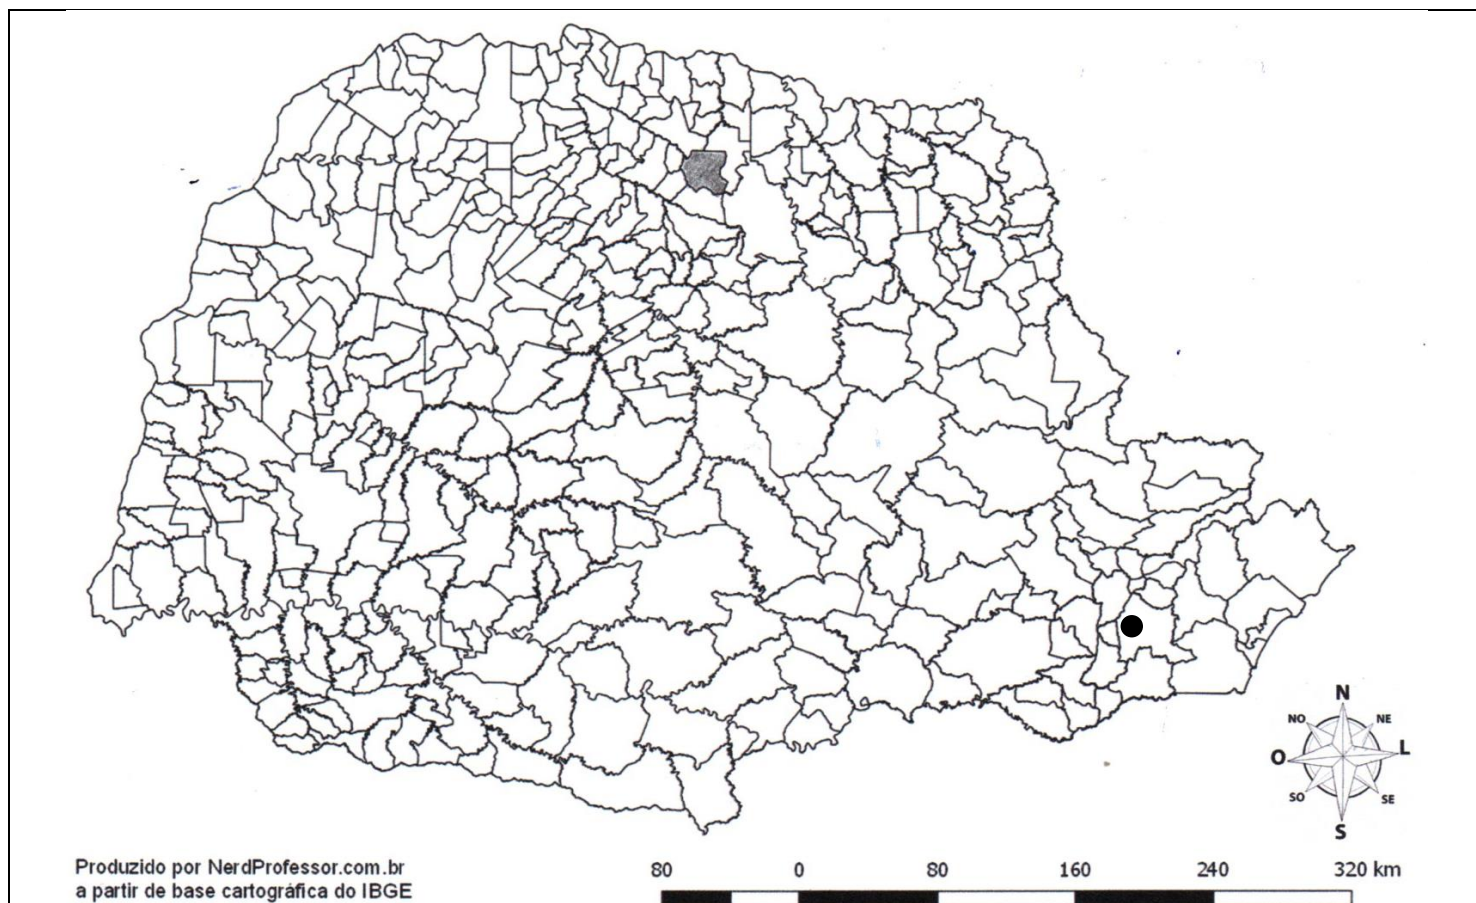 N
NO NE
O L
SO SE
S
Produzido por NerdProfessor.com.br
a partir de base cartográfica do IBGE
80 0 80 160 240 320 km